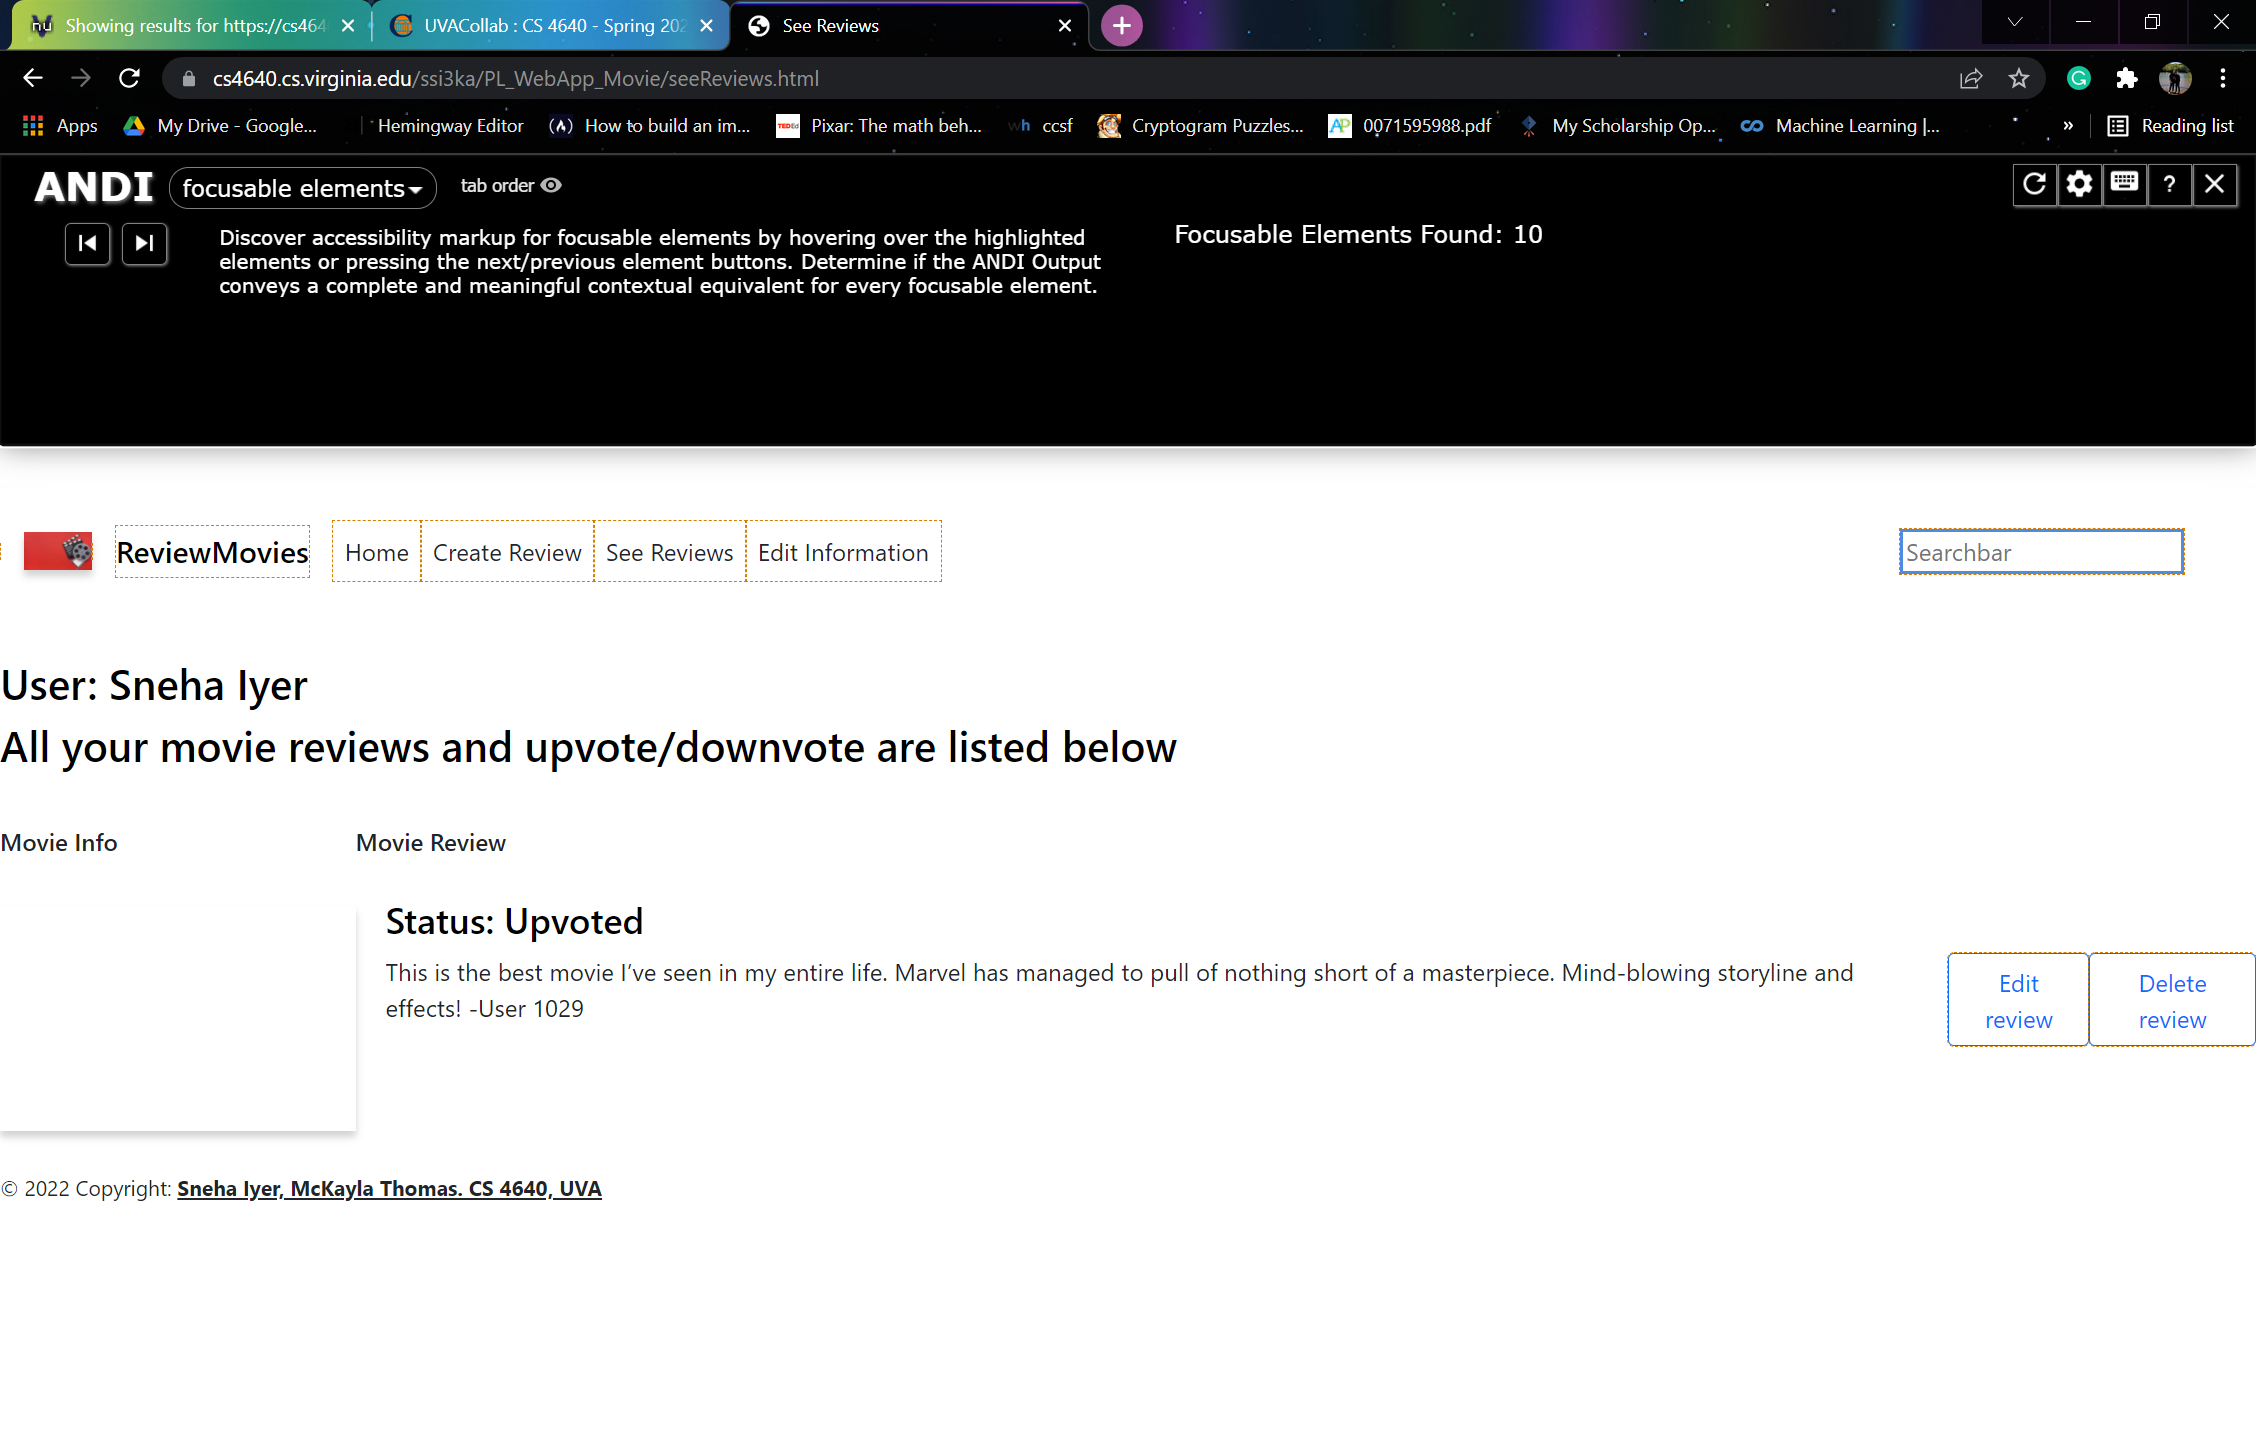 nu Showing results for https://cs464
UVACollab : CS 4640 - Spring 202
See Reviews
cs4640.cs.virginia.edu/ssi3ka/PL_WebApp_Movie/seeReviews.html
Apps
My Drive - Google...
Hemingway Editor
How to build an im...
TED Ed Pixar: The math beh...
wh ccsf
Cryptogram Puzzles...
AP 0071595988.pdf
My Scholarship Op...
Machine Learning |...
»
Reading list
ANDI focusable elements tab order
?
Discover accessibility markup for focusable elements by hovering over the highlighted
elements or pressing the next/previous element buttons. Determine if the ANDI Output
conveys a complete and meaningful contextual equivalent for every focusable element.
Focusable Elements Found: 10
ReviewMovies Home Create Review See Reviews Edit Information Searchbar
User: Sneha Iyer
All your movie reviews and upvote/downvote are listed below
Movie Info Movie Review
Status: Upvoted
This is the best movie I’ve seen in my entire life. Marvel has managed to pull of nothing short of a masterpiece. Mind-blowing storyline and
effects! -User 1029
Edit
review
Delete
review
© 2022 Copyright: Sneha Iyer, McKayla Thomas. CS 4640, UVA